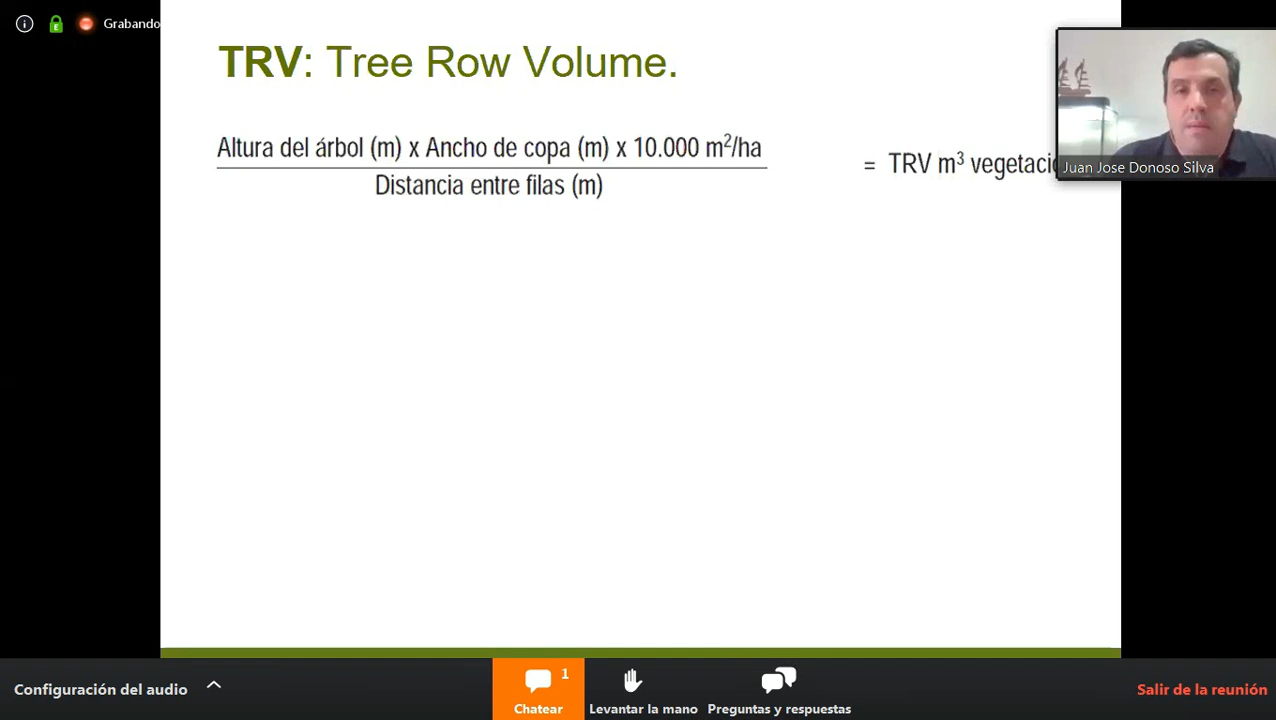 Grabando
TRV: Tree Row Volume.
Altura del árbol (m) x Ancho de copa (m) x 10.000 m²/ha
Distancia entre filas (m)
= TRV m³
Juan Jose Donoso Silva
Configuración del audio
1
Chatear
Levantar la mano
Preguntas y respuestas
Salir de la reunión